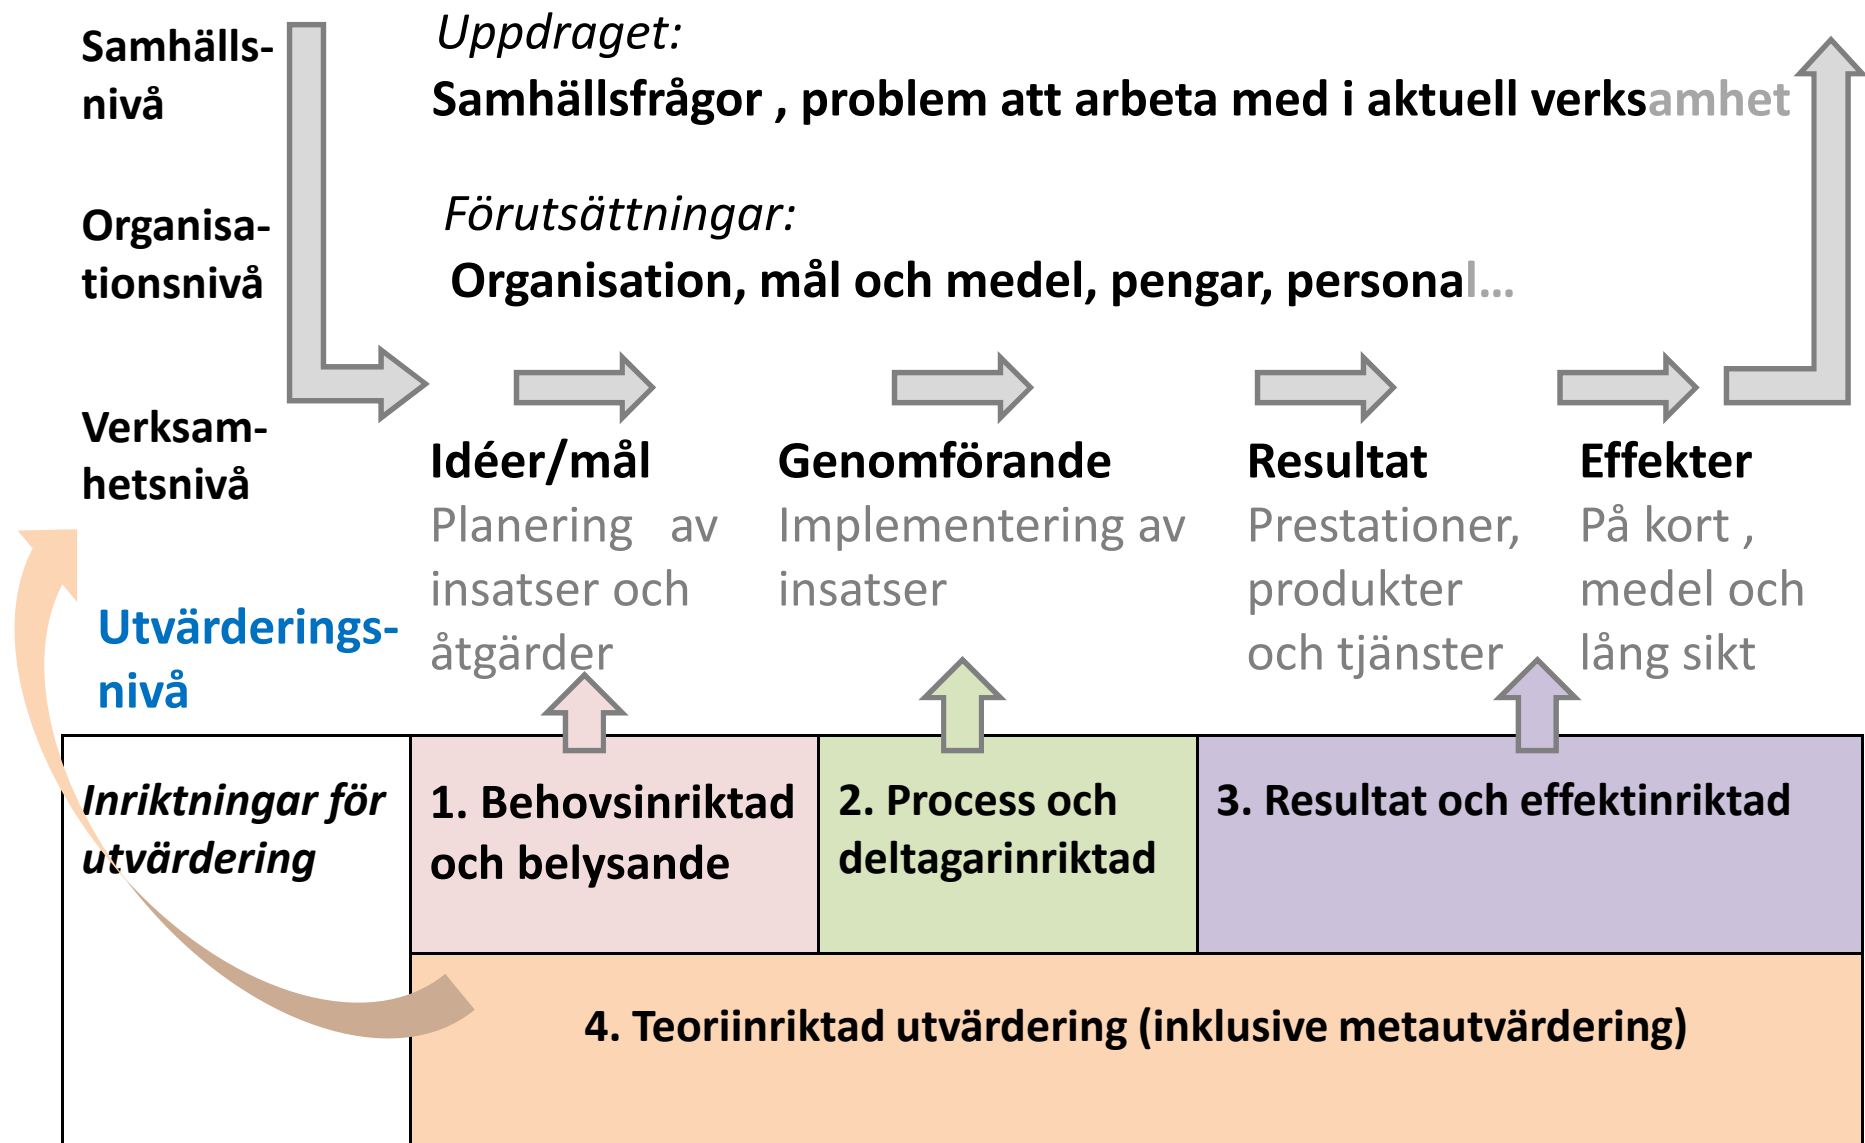 Samhälls-
nivå
Uppdraget:
Samhällsfrågor , problem att arbeta med i aktuell verksamhet
Organisa-
tionsnivå
Förutsättningar:
Organisation, mål och medel, pengar, personal...
Verksam-
hetsnivå
Idéer/mål
Planering av
insatser och
åtgärder
Genomförande
Implementering av
insatser
Resultat
Prestationer,
produkter
och tjänster
Effekter
På kort ,
medel och
lång sikt
Utvärderings-
nivå
Inriktningar för
utvärdering
1. Behovsinriktad
och belysande
2. Process och
deltagarinriktad
3. Resultat och effektinriktad
4. Teoriinriktad utvärdering (inklusive metautvärdering)